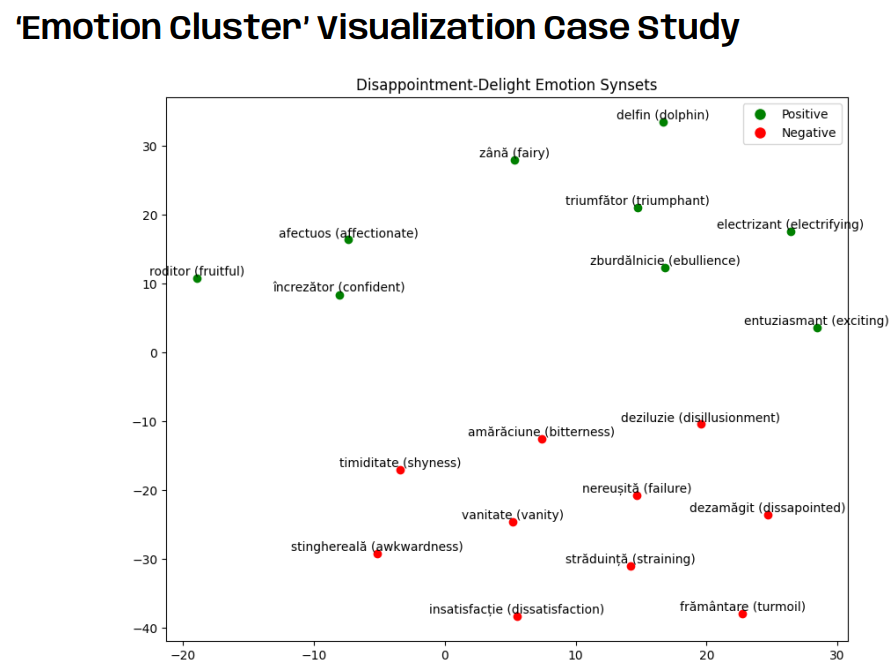 ‘Emotion Cluster’ Visualization Case Study
Disappointment-Delight Emotion Synsets
Positive
Negative
delfin (dolphin)
zână (fairy)
triumfător (triumphant)
electrizant (electrifying)
afectuos (affectionate)
zburdălnicie (ebullience)
roditor (fruitful)
încrezător (confident)
entuziasmant (exciting)
deziluzie (disillusionment)
amărăciune (bitterness)
timiditate (shyness)
nereușită (failure)
dezamăgit (dissapointed)
vanitate (vanity)
stinghereală (awkwardness)
străduință (straining)
insatisfacție (dissatisfaction)
frământare (turmoil)
30
20
10
0
−10
−20
−30
−40
−20 −10 0 10 20 30